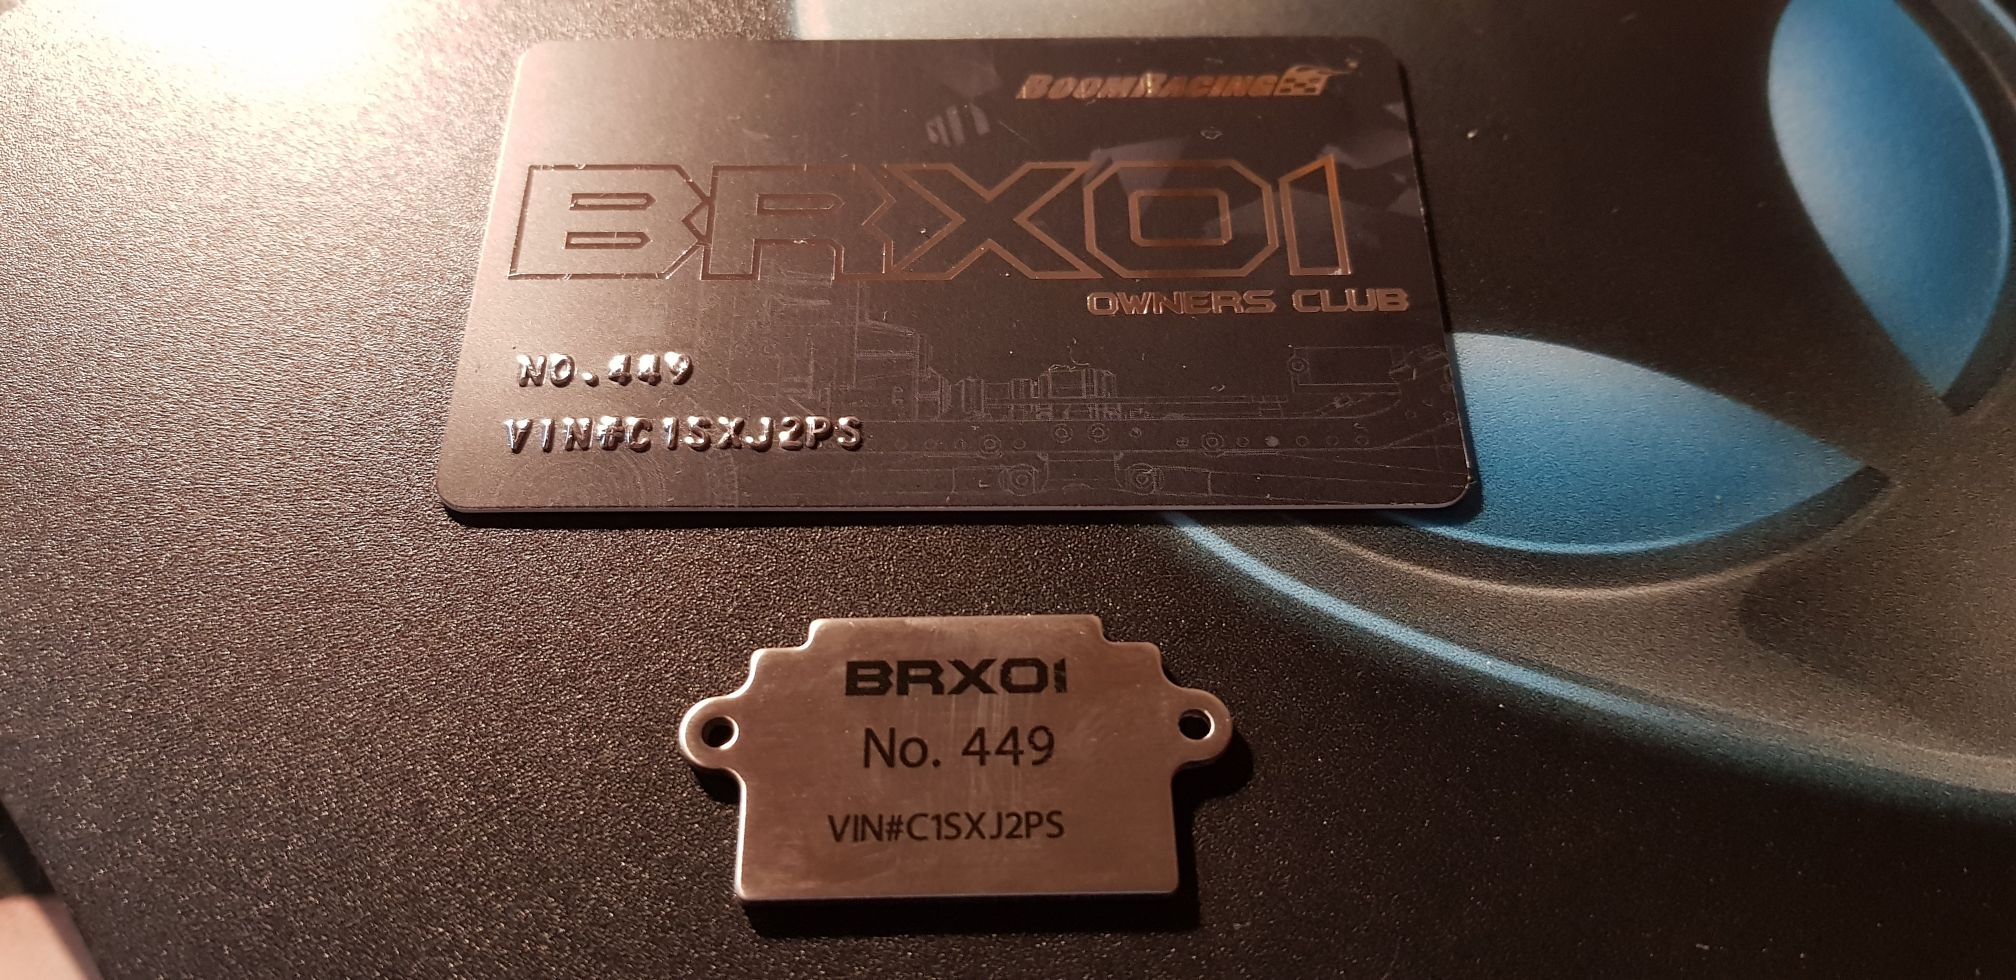 BOOMRACING
BRX01
OWNERS CLUB
NO.449
VIN#C1SXJ2PS
BRX01
No. 449
VIN#C1SXJ2PS